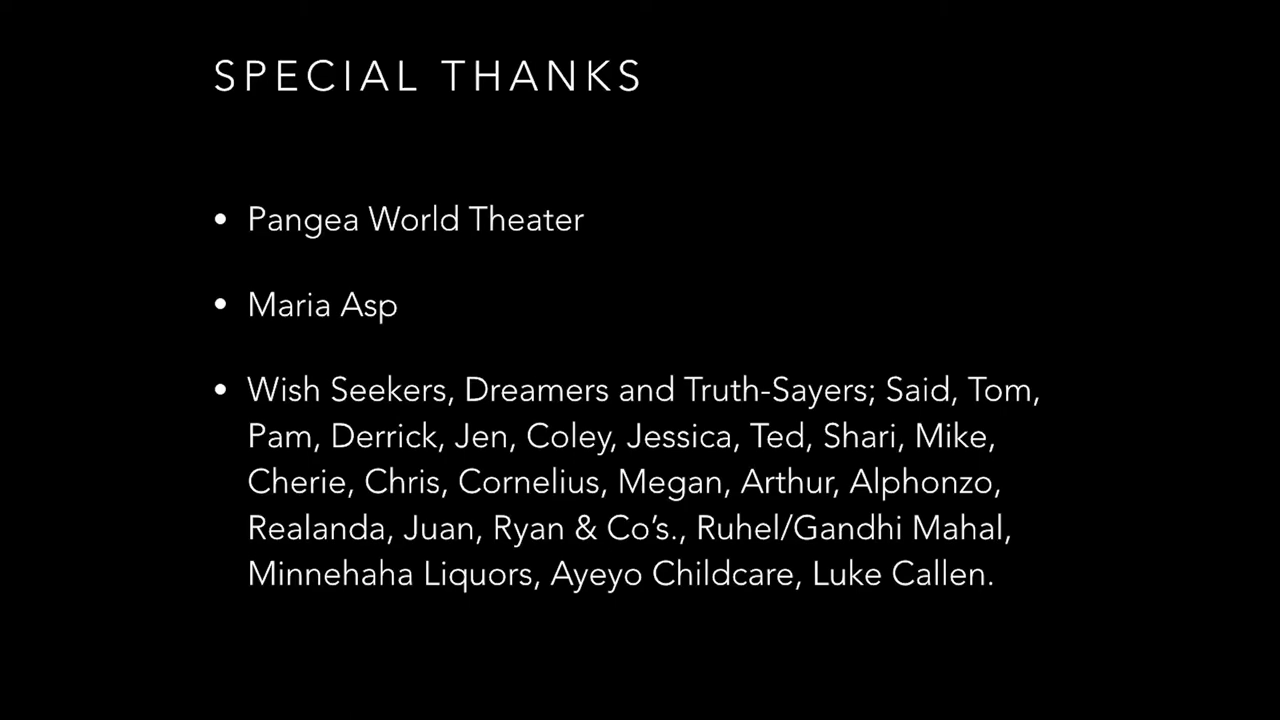 SPECIAL THANKS
• Pangea World Theater
• Maria Asp
• Wish Seekers, Dreamers and Truth-Sayers; Said, Tom,
Pam, Derrick, Jen, Coley, Jessica, Ted, Shari, Mike,
Cherie, Chris, Cornelius, Megan, Arthur, Alphonzo,
Realanda, Juan, Ryan & Co’s., Ruhel/Gandhi Mahal,
Minnehaha Liquors, Ayeyo Childcare, Luke Callen.